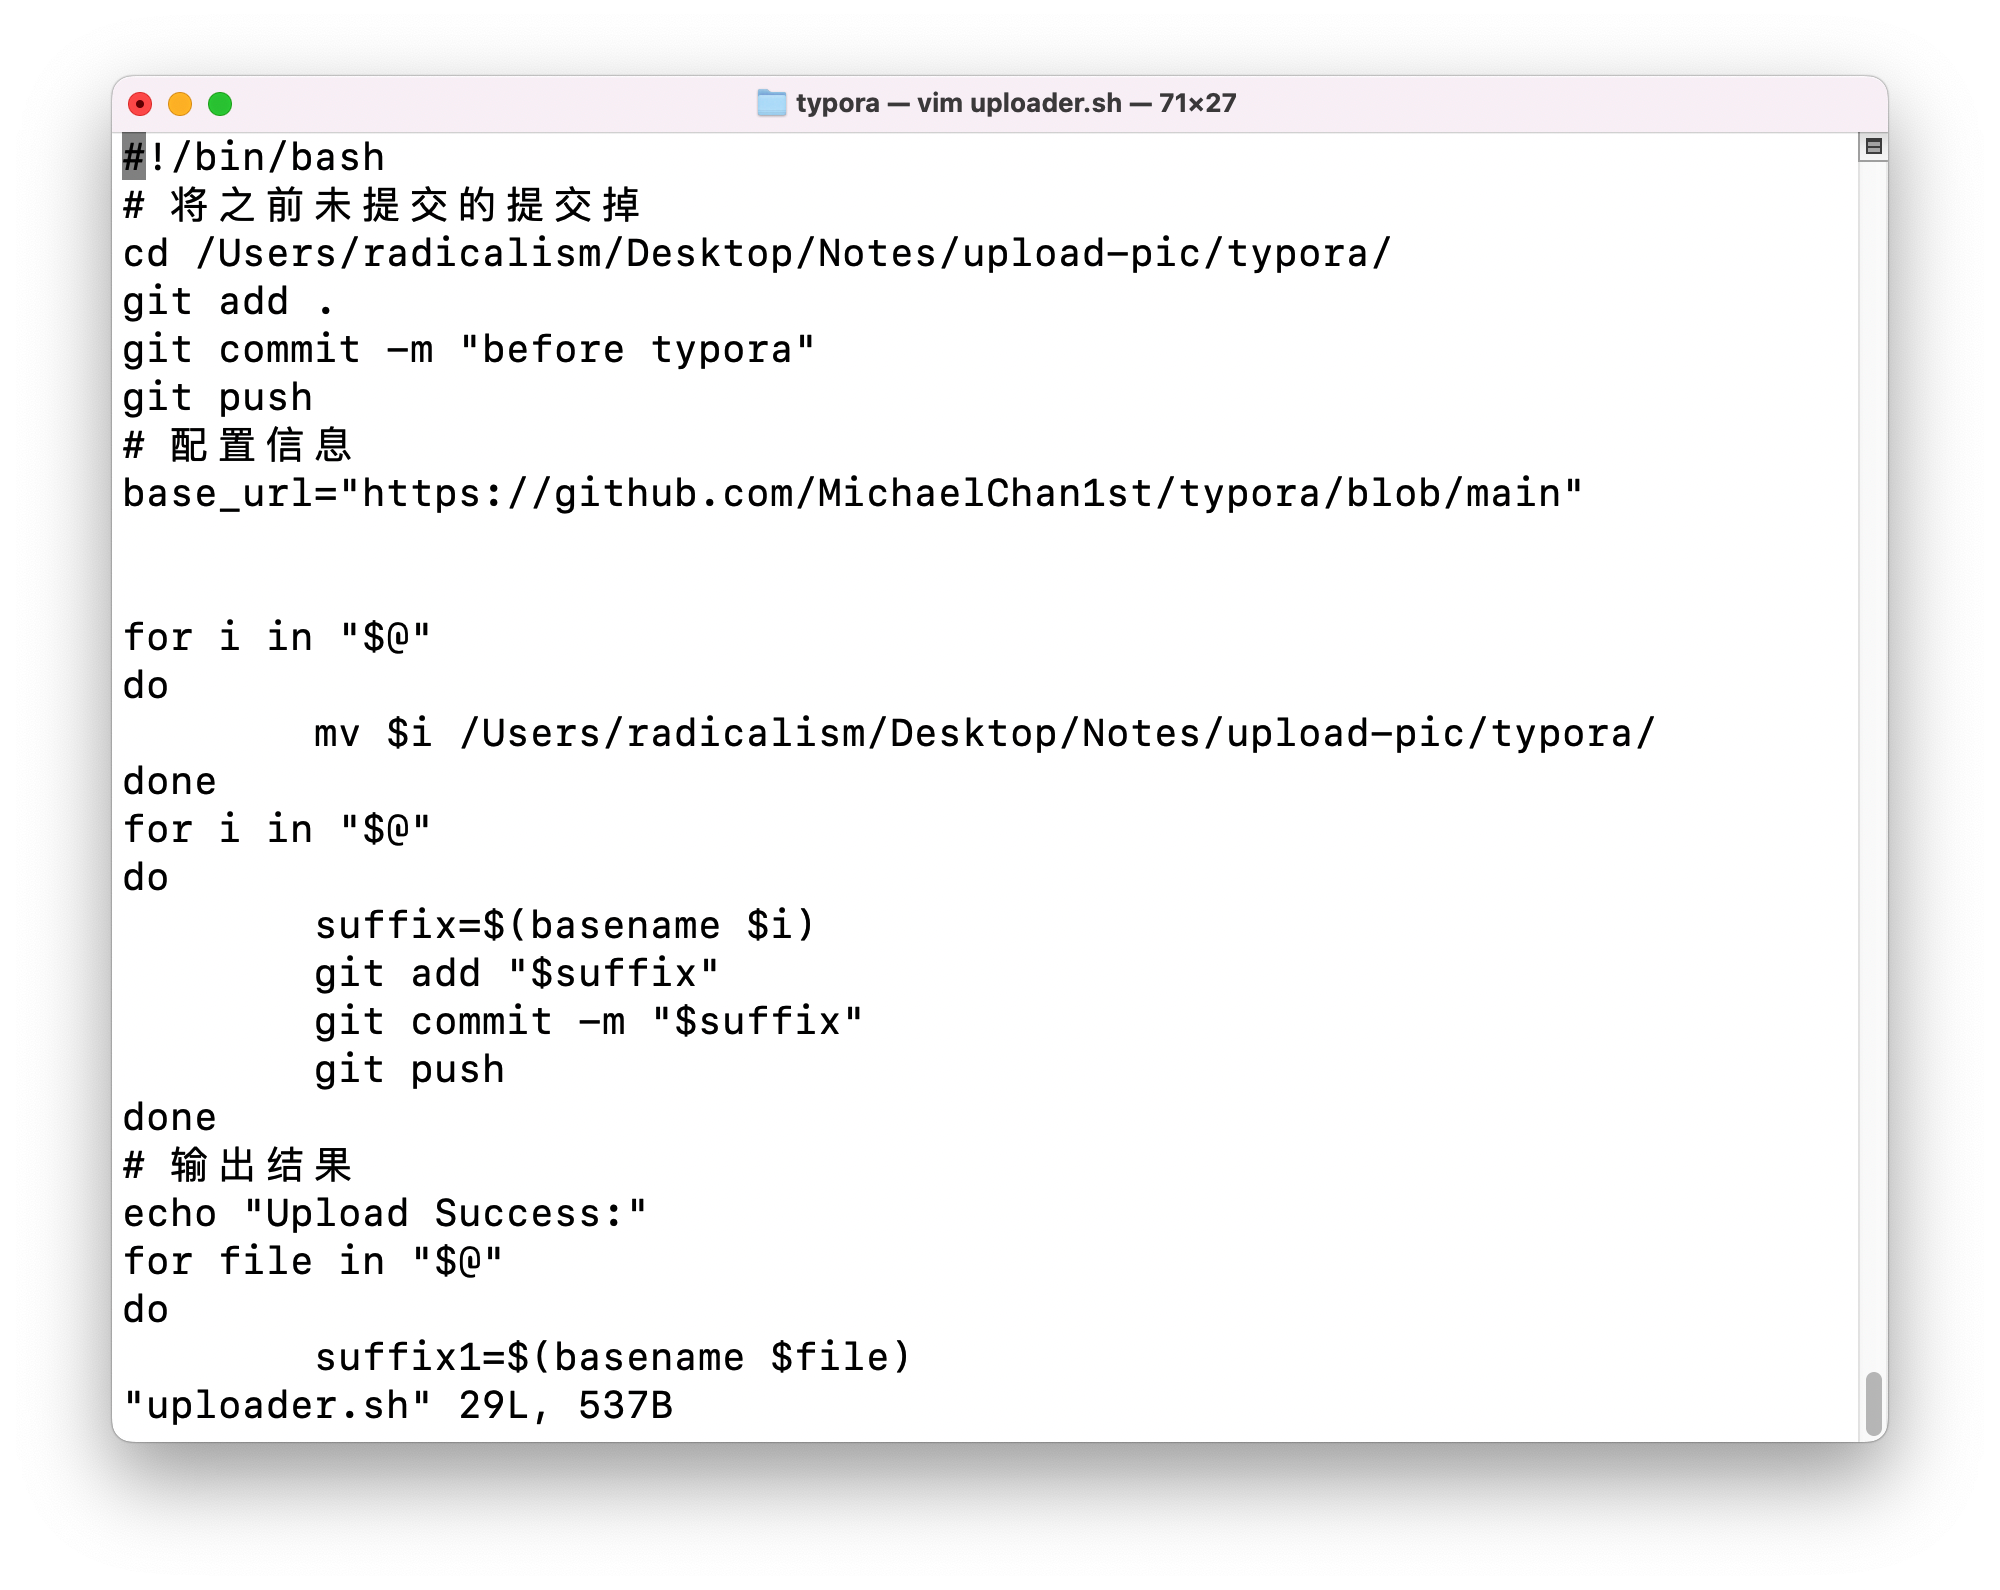 typora — vim uploader.sh — 71×27
#!/bin/bash
# 将之前未提交的提交掉
cd /Users/radicalism/Desktop/Notes/upload-pic/typora/
git add .
git commit -m "before typora"
git push
# 配置信息
base_url="https://github.com/MichaelChan1st/typora/blob/main"
for i in "$@"
do
mv $i /Users/radicalism/Desktop/Notes/upload-pic/typora/
done
for i in "$@"
do
suffix=$(basename $i)
git add "$suffix"
git commit -m "$suffix"
git push
done
# 输出结果
echo "Upload Success:"
for file in "$@"
do
suffix1=$(basename $file)
"uploader.sh" 29L, 537B